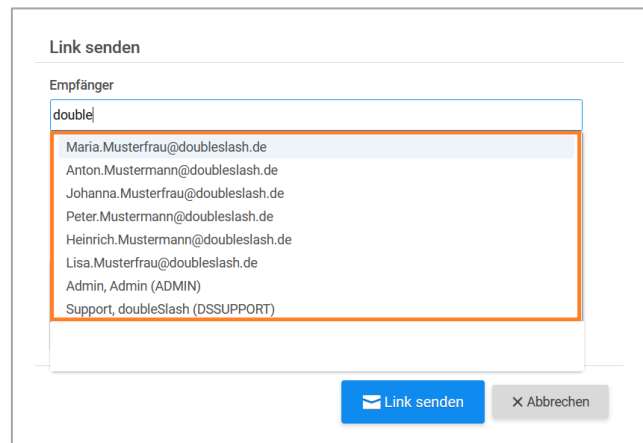 Link senden
Empfänger
double
Maria.Musterfrau@doubleslash.de
Anton.Mustermann@doubleslash.de
Johanna.Musterfrau@doubleslash.de
Peter.Mustermann@doubleslash.de
Heinrich.Mustermann@doubleslash.de
Lisa.Musterfrau@doubleslash.de
Admin, Admin (ADMIN)
Support, doubleSlash (DSSUPPORT)
Link senden
Abbrechen